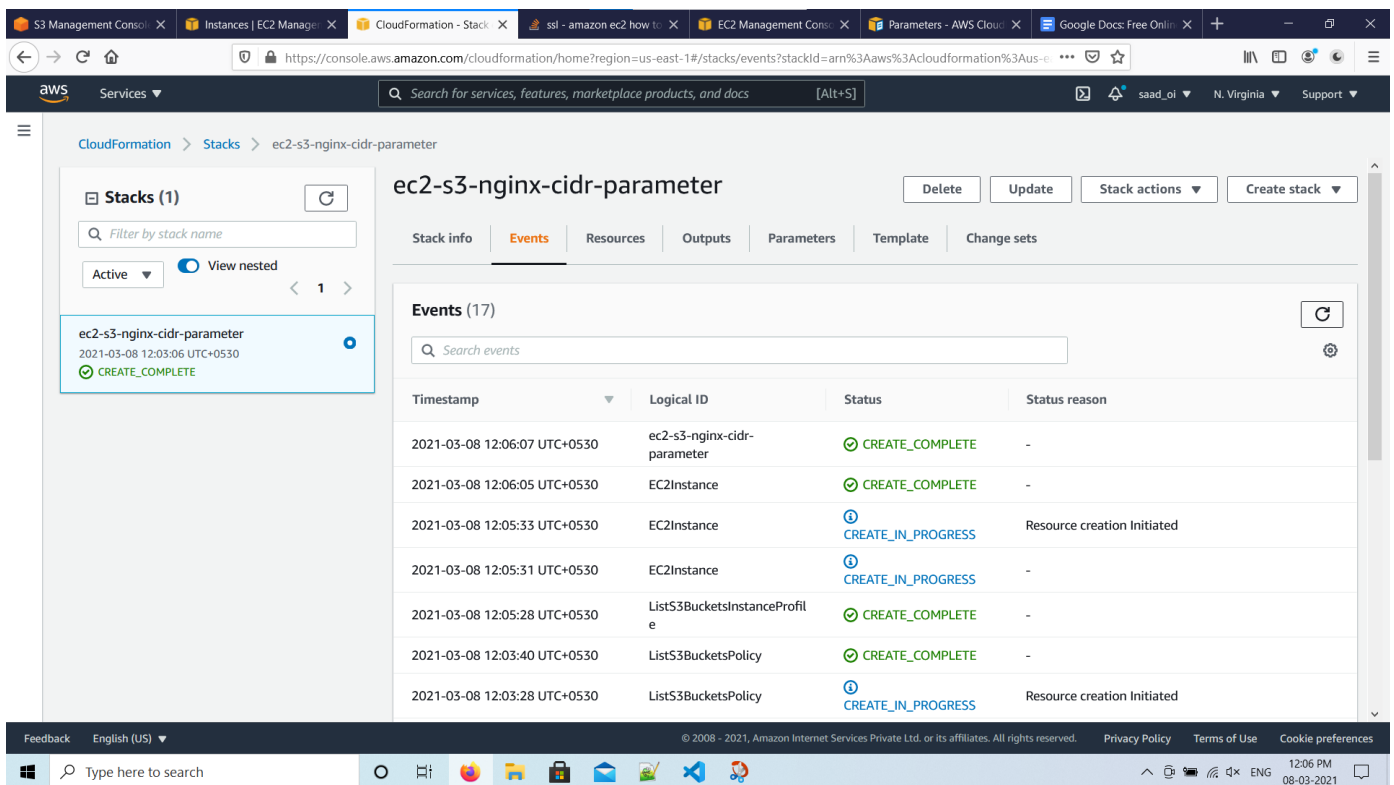 S3 Management Consol
Instances | EC2 Manager
CloudFormation - Stack
ssl - amazon ec2 how to
EC2 Management Consc
Parameters - AWS Cloud
Google Docs: Free Onlin
https://console.aws.amazon.com/cloudformation/home?region=us-east-1#/stacks/events?stackId=arn%3Aaws%3Acloudformation%3Aus-e
aws Services ▼ Search for services, features, marketplace products, and docs [Alt+S] saad_oi ▼ N. Virginia ▼ Support ▼
CloudFormation > Stacks > ec2-s3-nginx-cidr-parameter
Stacks (1)
Filter by stack name
Active ▼ View nested
< 1 >
ec2-s3-nginx-cidr-parameter
2021-03-08 12:03:06 UTC+0530
CREATE_COMPLETE
ec2-s3-nginx-cidr-parameter
Delete Update Stack actions ▼ Create stack ▼
Stack info Events Resources Outputs Parameters Template Change sets
Events (17)
Search events
Timestamp Logical ID Status Status reason
2021-03-08 12:06:07 UTC+0530 ec2-s3-nginx-cidr- CREATE_COMPLETE -
parameter
2021-03-08 12:06:05 UTC+0530 EC2Instance CREATE_COMPLETE -
2021-03-08 12:05:33 UTC+0530 EC2Instance CREATE_IN_PROGRESS Resource creation Initiated
2021-03-08 12:05:31 UTC+0530 EC2Instance CREATE_IN_PROGRESS -
2021-03-08 12:05:28 UTC+0530 ListS3BucketsInstanceProfil CREATE_COMPLETE -
e
2021-03-08 12:03:40 UTC+0530 ListS3BucketsPolicy CREATE_COMPLETE -
2021-03-08 12:03:28 UTC+0530 ListS3BucketsPolicy CREATE_IN_PROGRESS Resource creation Initiated
Feedback English (US) ▼ © 2008 - 2021, Amazon Internet Services Private Ltd. or its affiliates. All rights reserved. Privacy Policy Terms of Use Cookie preferences
Type here to search
ENG
12:06 PM
08-03-2021